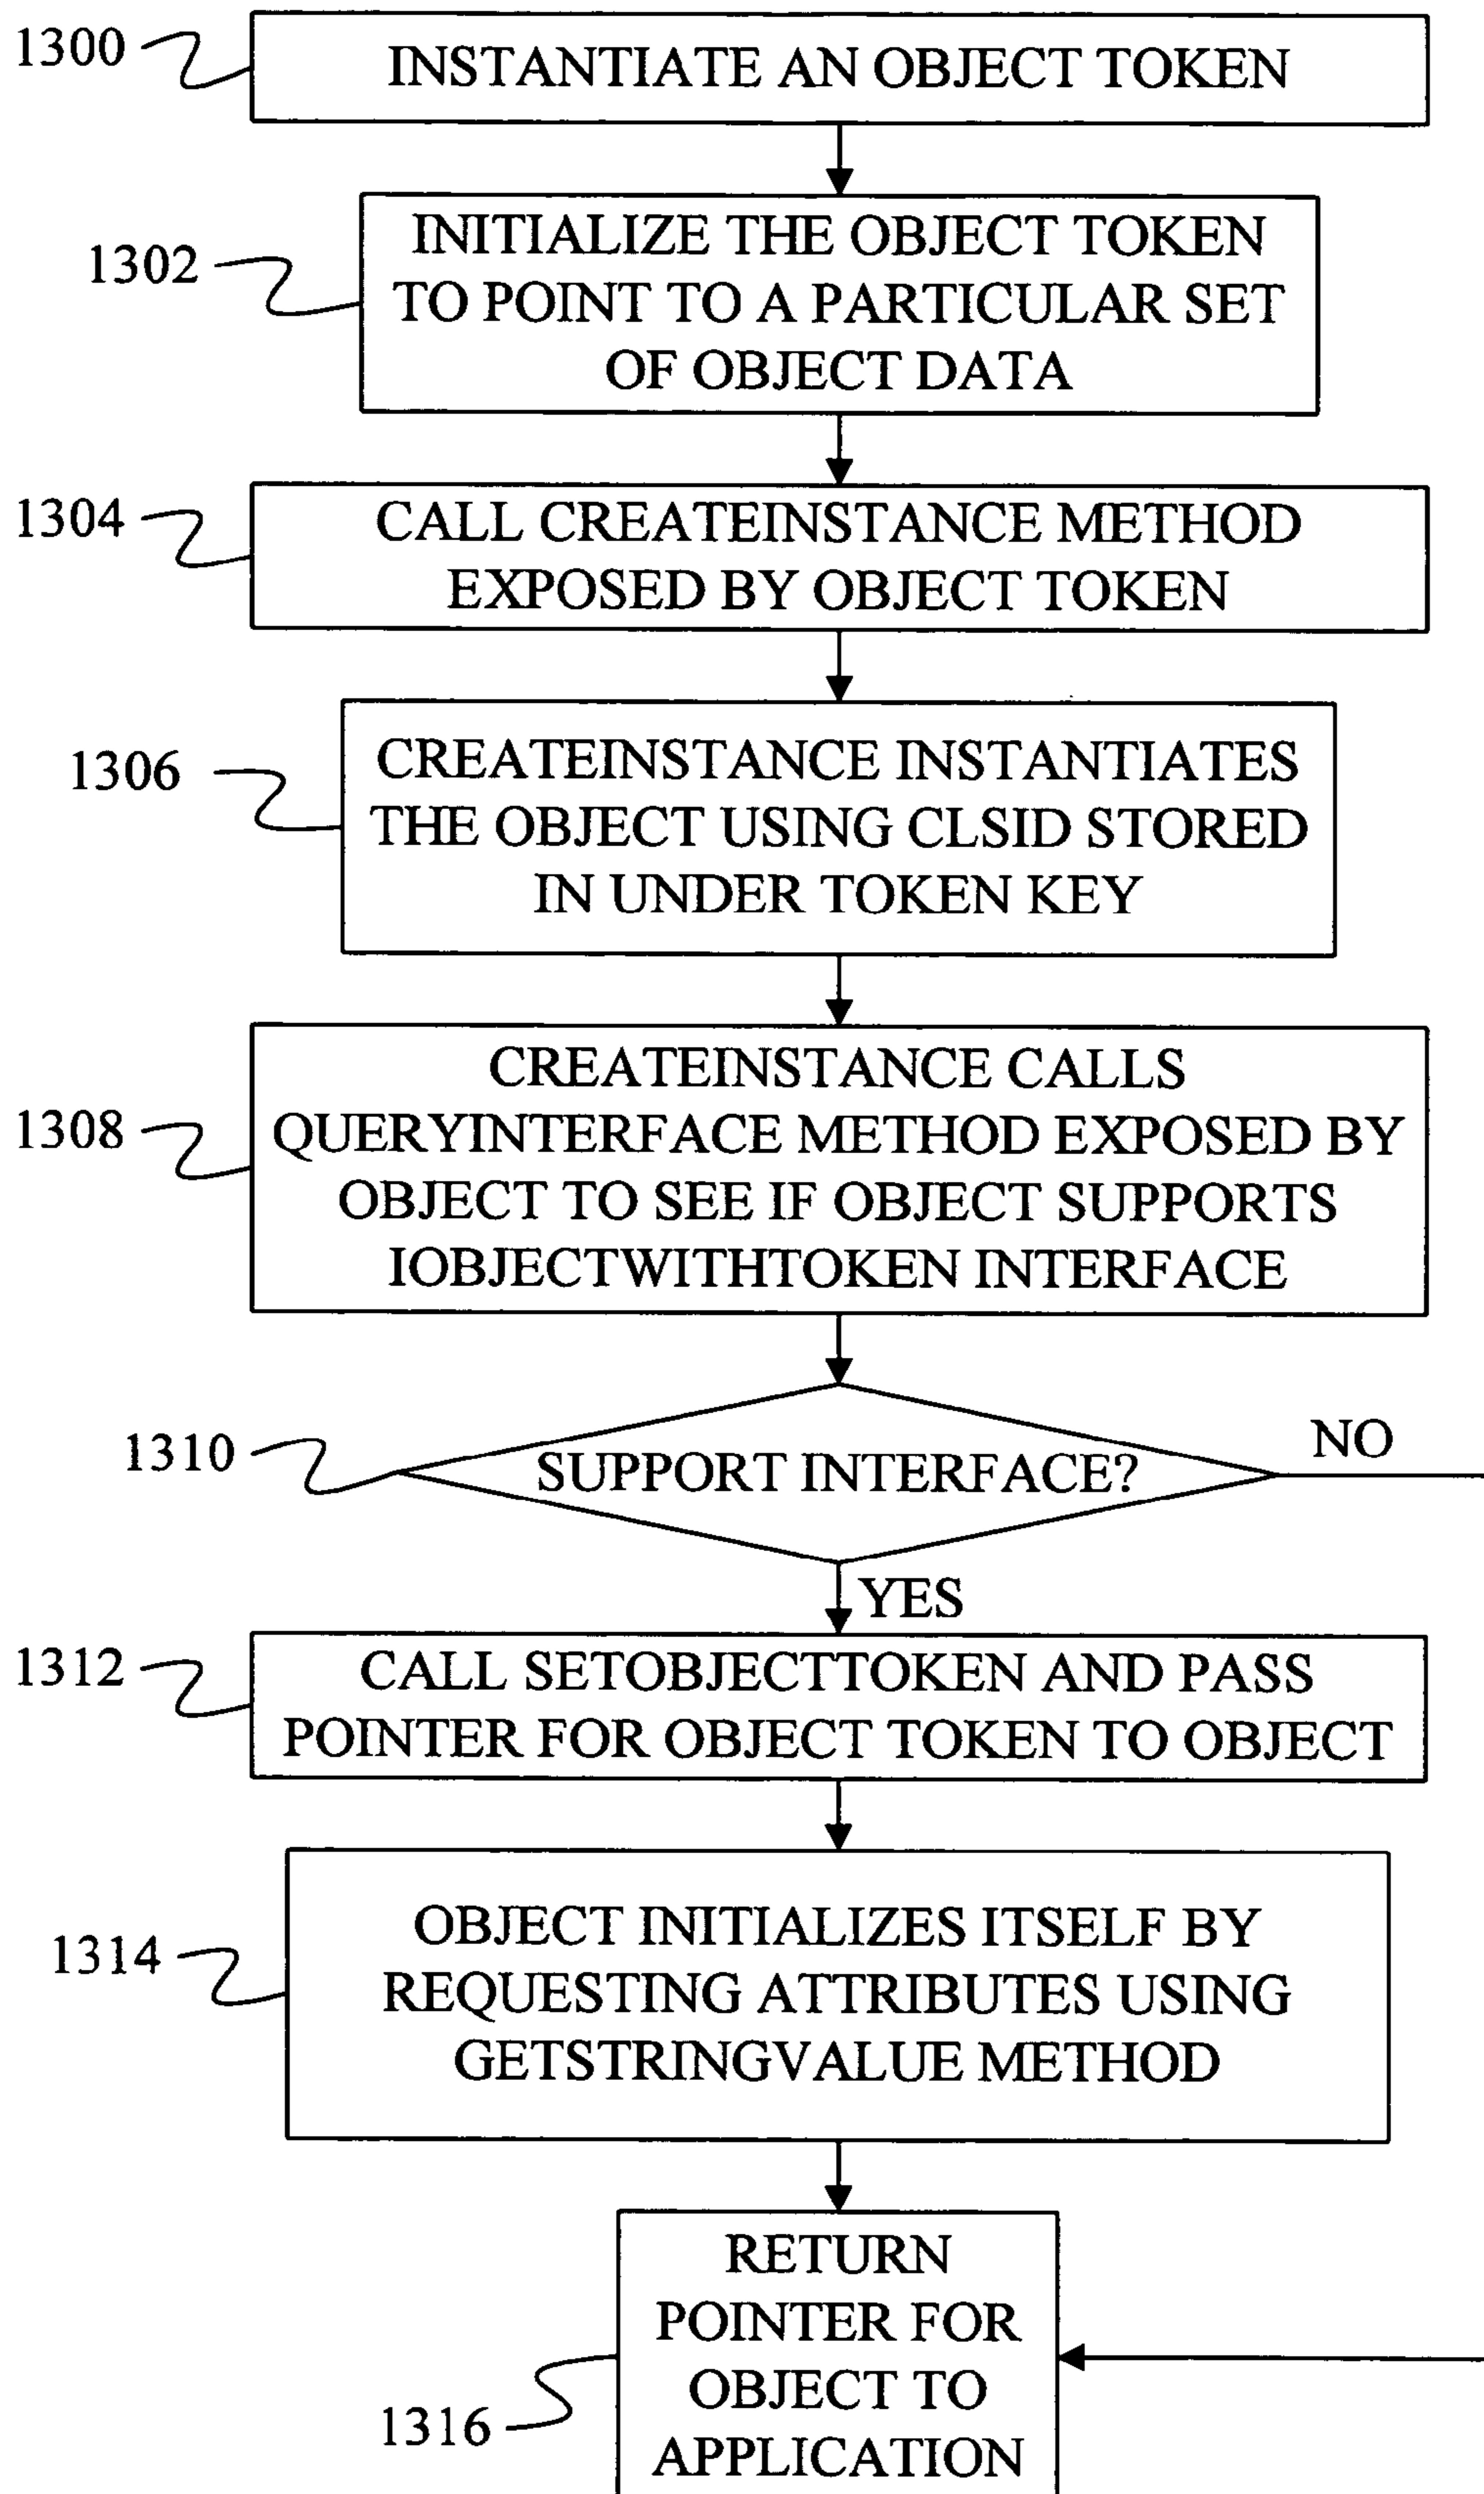 1300
INSTANTIATE AN OBJECT TOKEN
1302
INITIALIZE THE OBJECT TOKEN
TO POINT TO A PARTICULAR SET
OF OBJECT DATA
1304
CALL CREATEINSTANCE METHOD
EXPOSED BY OBJECT TOKEN
1306
CREATEINSTANCE INSTANTIATES
THE OBJECT USING CLSID STORED
IN UNDER TOKEN KEY
1308
CREATEINSTANCE CALLS
QUERYINTERFACE METHOD EXPOSED BY
OBJECT TO SEE IF OBJECT SUPPORTS
IOBJECTWITHTOKEN INTERFACE
1310
SUPPORT INTERFACE?
NO
YES
1312
CALL SETOBJECTTOKEN AND PASS
POINTER FOR OBJECT TOKEN TO OBJECT
1314
OBJECT INITIALIZES ITSELF BY
REQUESTING ATTRIBUTES USING
GETSTRINGVALUE METHOD
1316
RETURN
POINTER FOR
OBJECT TO
APPLICATION